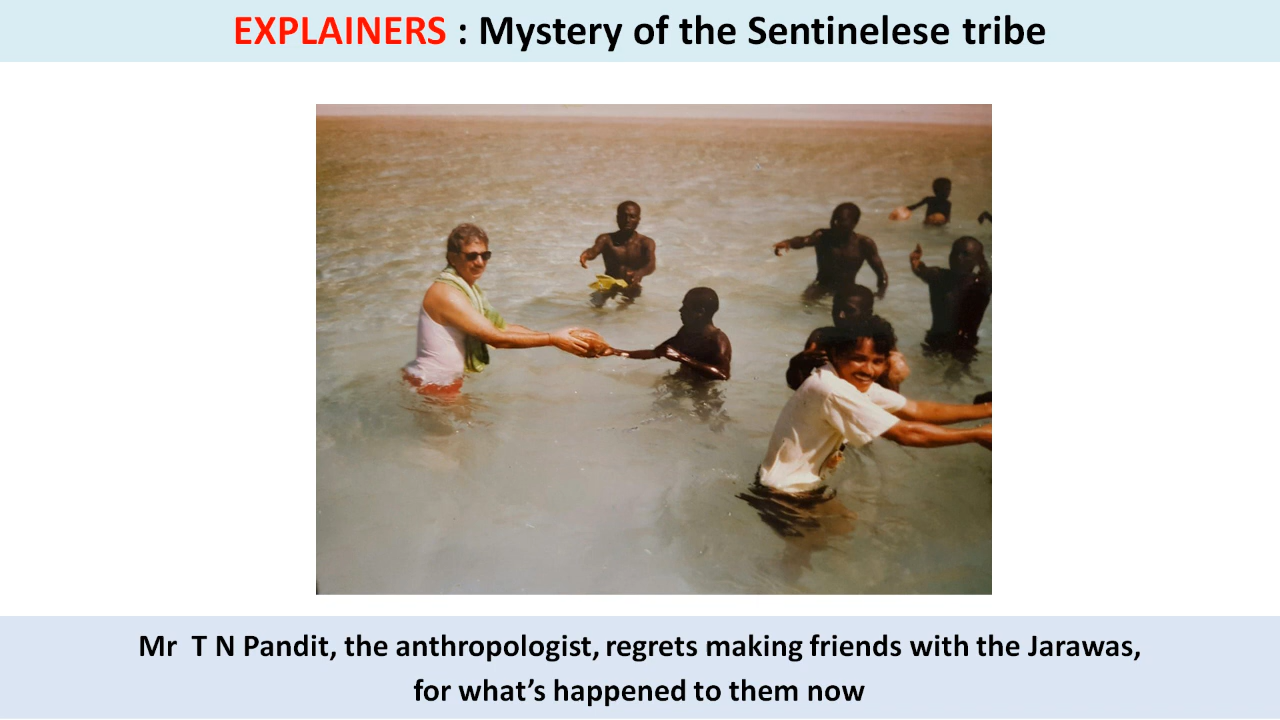 EXPLAINERS : Mystery of the Sentinelese tribe
Mr T N Pandit, the anthropologist, regrets making friends with the Jarawas,
for what's happened to them now